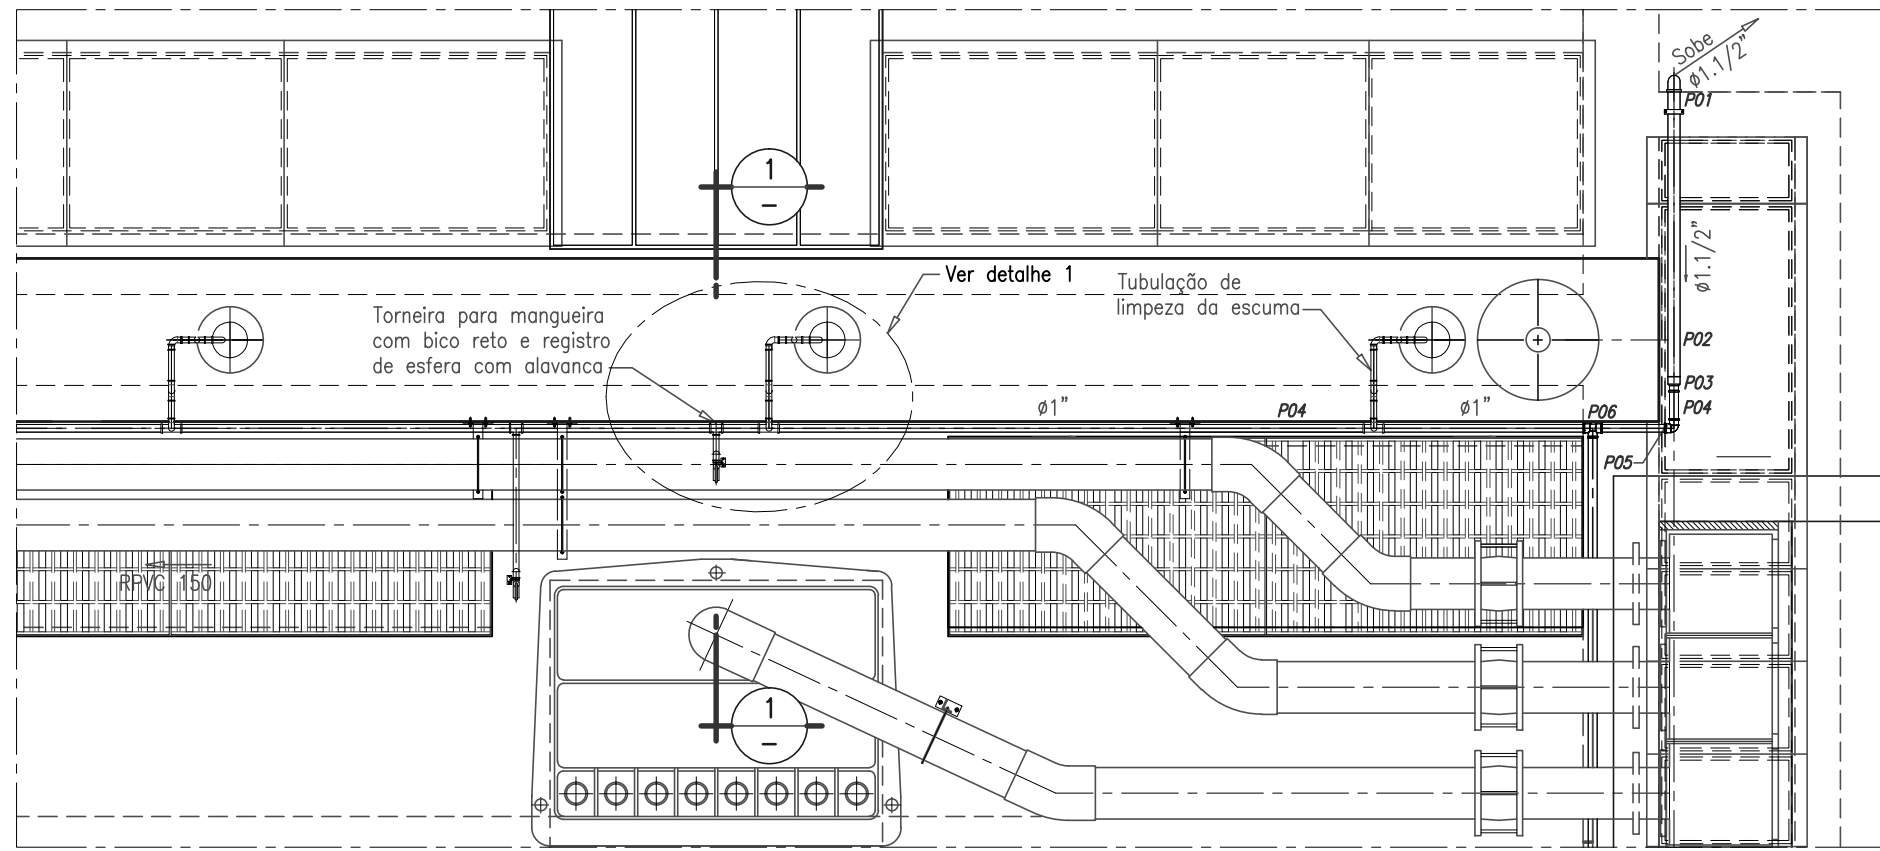 Sobe
ø1.1/2"
P01
1
–
ø1.1/2"
Ver detalhe 1
Tubulação de
limpeza da escuma
Torneira para mangueira
com bico reto e registro
de esfera com alavanca
P02
P03
P04
ø1"
P04
ø1"
P06
P05
RPVC 150
1
–